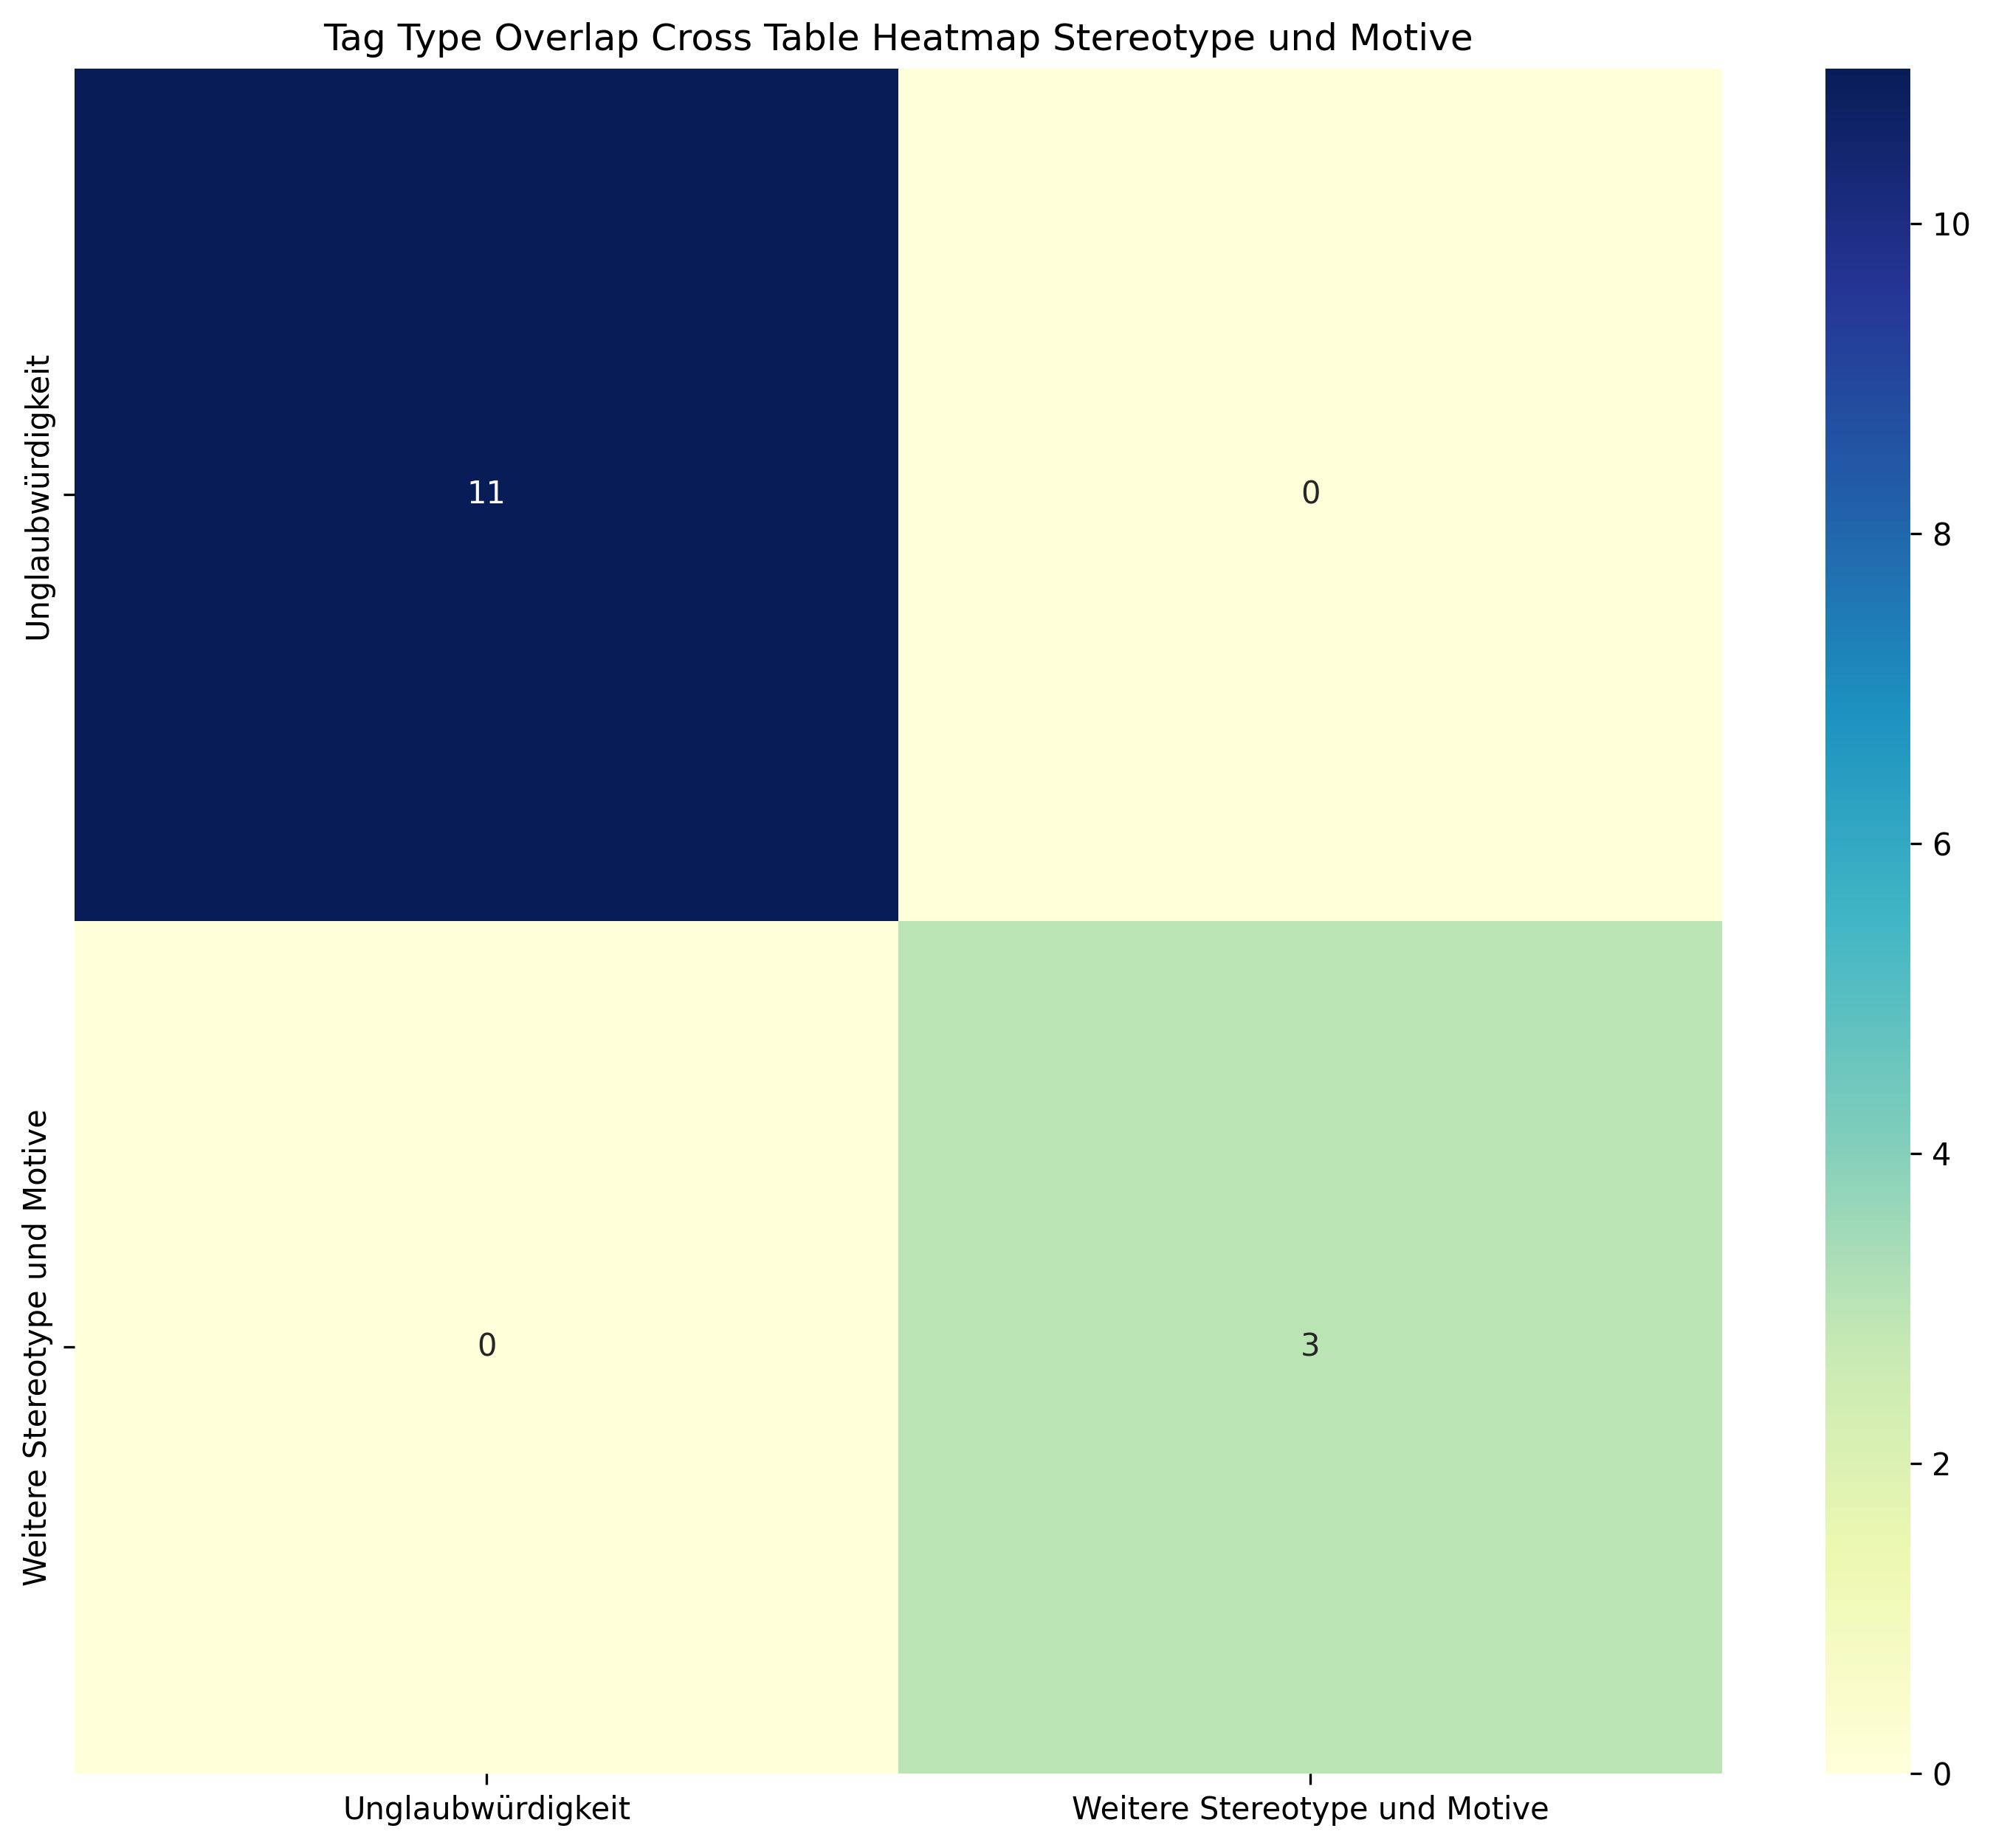 Tag Type Overlap Cross Table Heatmap Stereotype und Motive
Unglaubwürdigkeit
11
0
10
8
6
4
2
0
Weitere Stereotype und Motive
0
3
Unglaubwürdigkeit
Weitere Stereotype und Motive